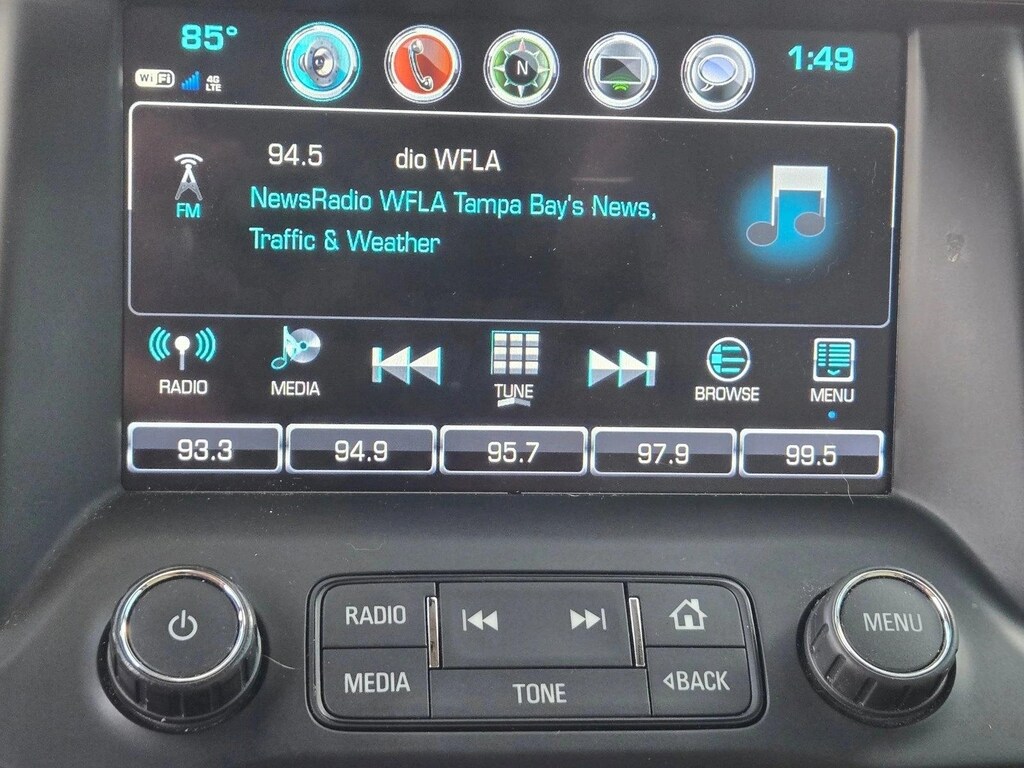 85°
1:49
WiFi
4G
LTE
N
94.5 dio WFLA
FM
NewsRadio WFLA Tampa Bay's News,
Traffic & Weather
RADIO MEDIA TUNE BROWSE MENU
93.3 94.9 95.7 97.9 99.5
RADIO
MENU
MEDIA TONE BACK